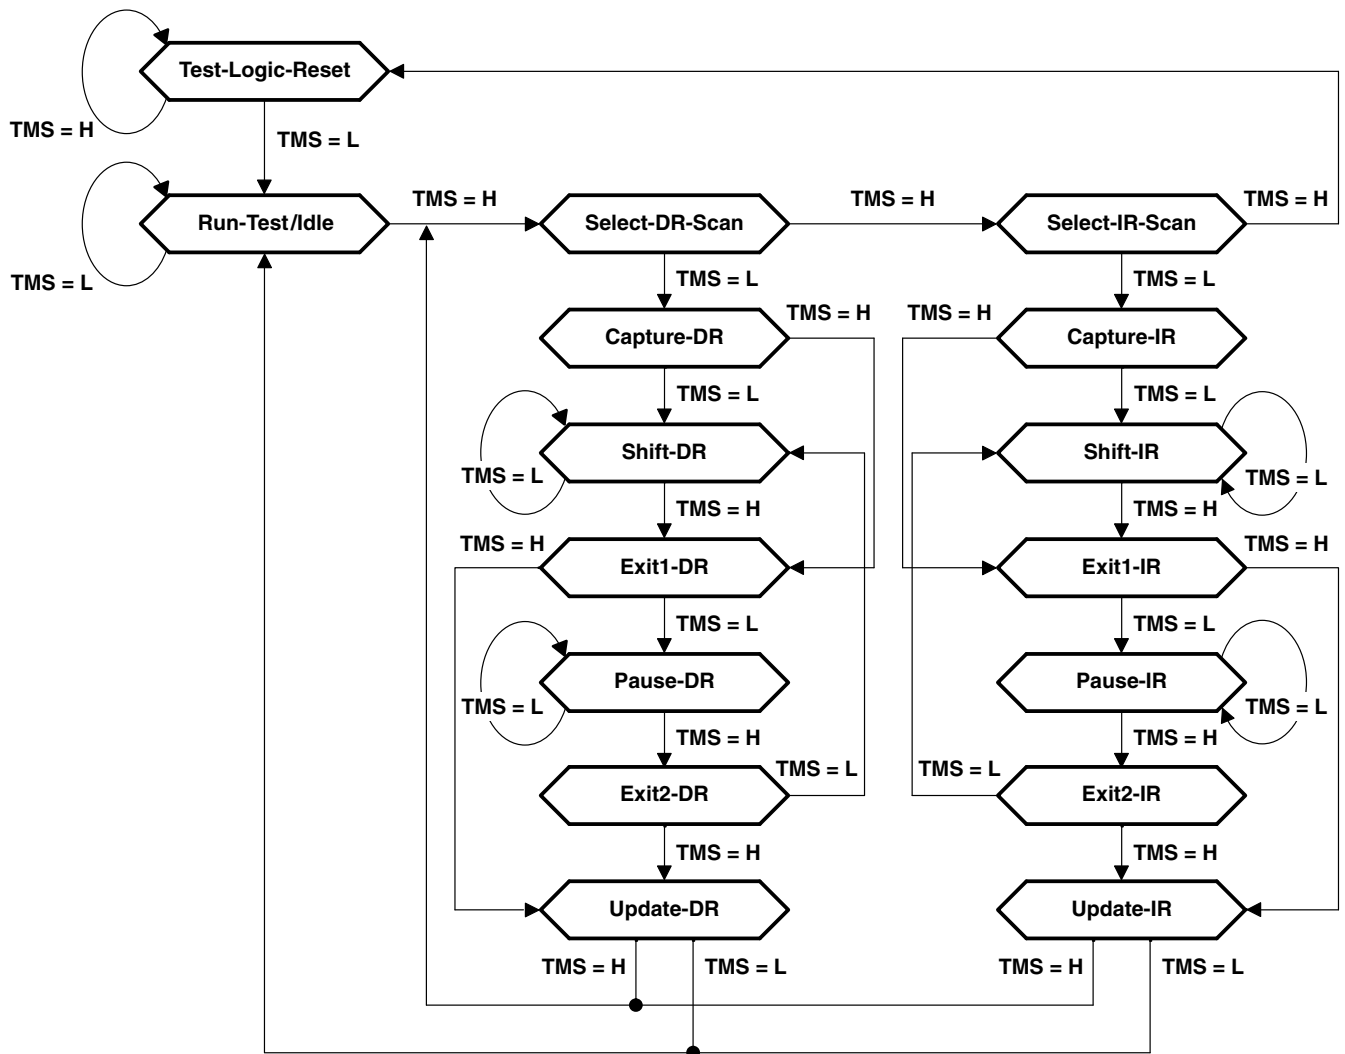 Test-Logic-Reset
TMS = H
TMS = L
TMS = H
TMS = H
TMS = H
Run-Test/Idle
Select-DR-Scan
Select-IR-Scan
TMS = L
TMS = L
TMS = L
TMS = H
TMS = H
Capture-DR
Capture-IR
TMS = L
TMS = L
Shift-DR
Shift-IR
TMS = L
TMS = L
TMS = H
TMS = H
TMS = H
TMS = H
Exit1-DR
Exit1-IR
TMS = L
TMS = L
Pause-DR
Pause-IR
TMS = L
TMS = L
TMS = H
TMS = H
TMS = L
TMS = L
Exit2-DR
Exit2-IR
TMS = H
TMS = H
Update-DR
Update-IR
TMS = H
TMS = L
TMS = H
TMS = L